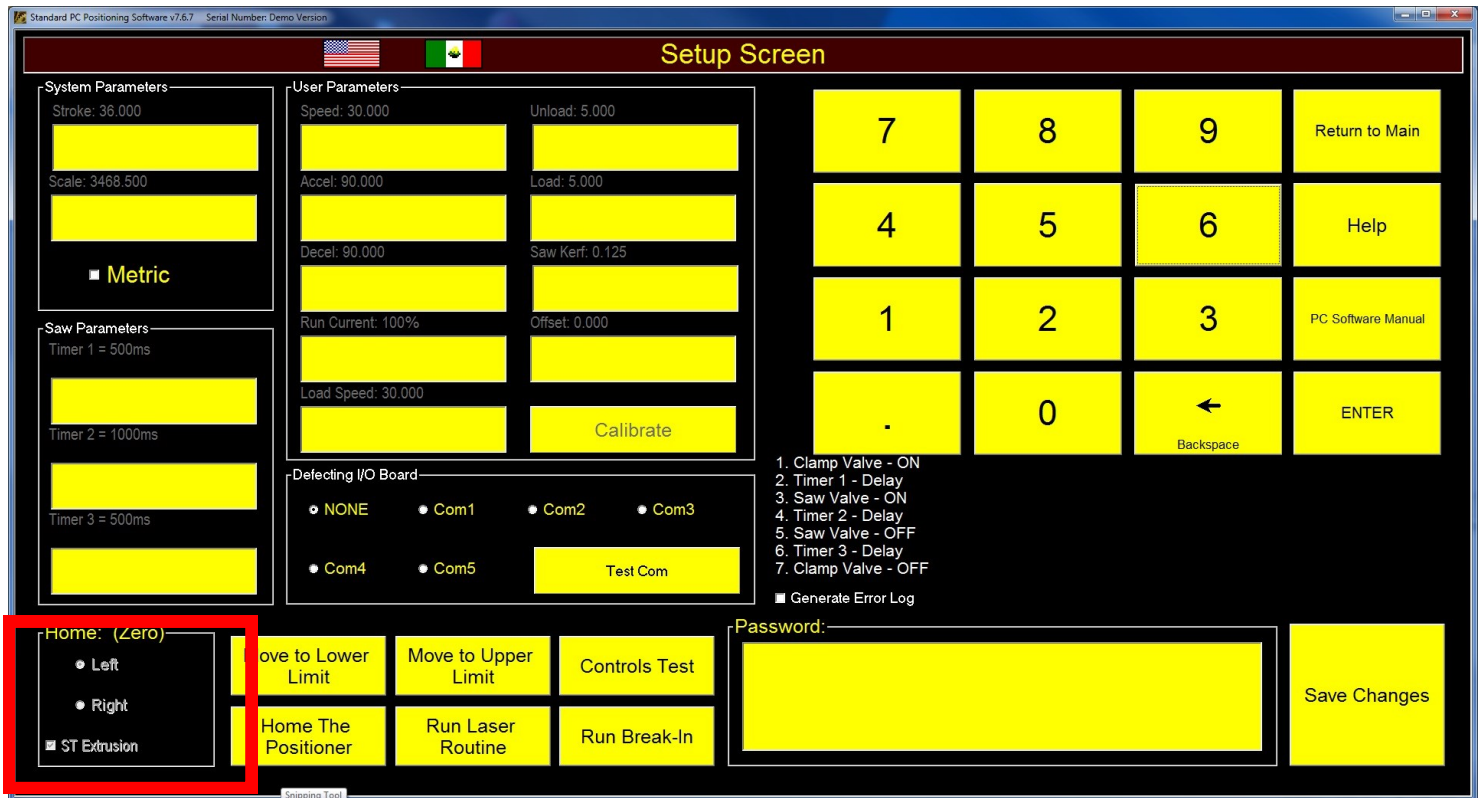 Standard PC Positioning Software v7.6.7 Serial Number: Demo Version
Setup Screen
System Parameters
Stroke: 36.000
Scale: 3468.500
Metric
Saw Parameters
Timer 1 = 500ms
Timer 2 = 1000ms
Timer 3 = 500ms
User Parameters
Speed: 30.000
Unload: 5.000
Accel: 90.000
Load: 5.000
Decel: 90.000
Saw Kerf: 0.125
Run Current: 100%
Offset: 0.000
Load Speed: 30.000
Calibrate
Defecting I/O Board
NONE
Com1
Com2
Com3
Com4
Com5
Test Com
7
8
9
Return to Main
4
5
6
Help
1
2
3
PC Software Manual
.
0
Backspace
ENTER
1. Clamp Valve - ON
2. Timer 1 - Delay
3. Saw Valve - ON
4. Timer 2 - Delay
5. Saw Valve - OFF
6. Timer 3 - Delay
7. Clamp Valve - OFF
Generate Error Log
Home: (Zero)
Left
Right
ST Extrusion
Move to Lower
Limit
Move to Upper
Limit
Controls Test
Home The
Positioner
Run Laser
Routine
Run Break-In
Password:
Save Changes
Snipping Tool